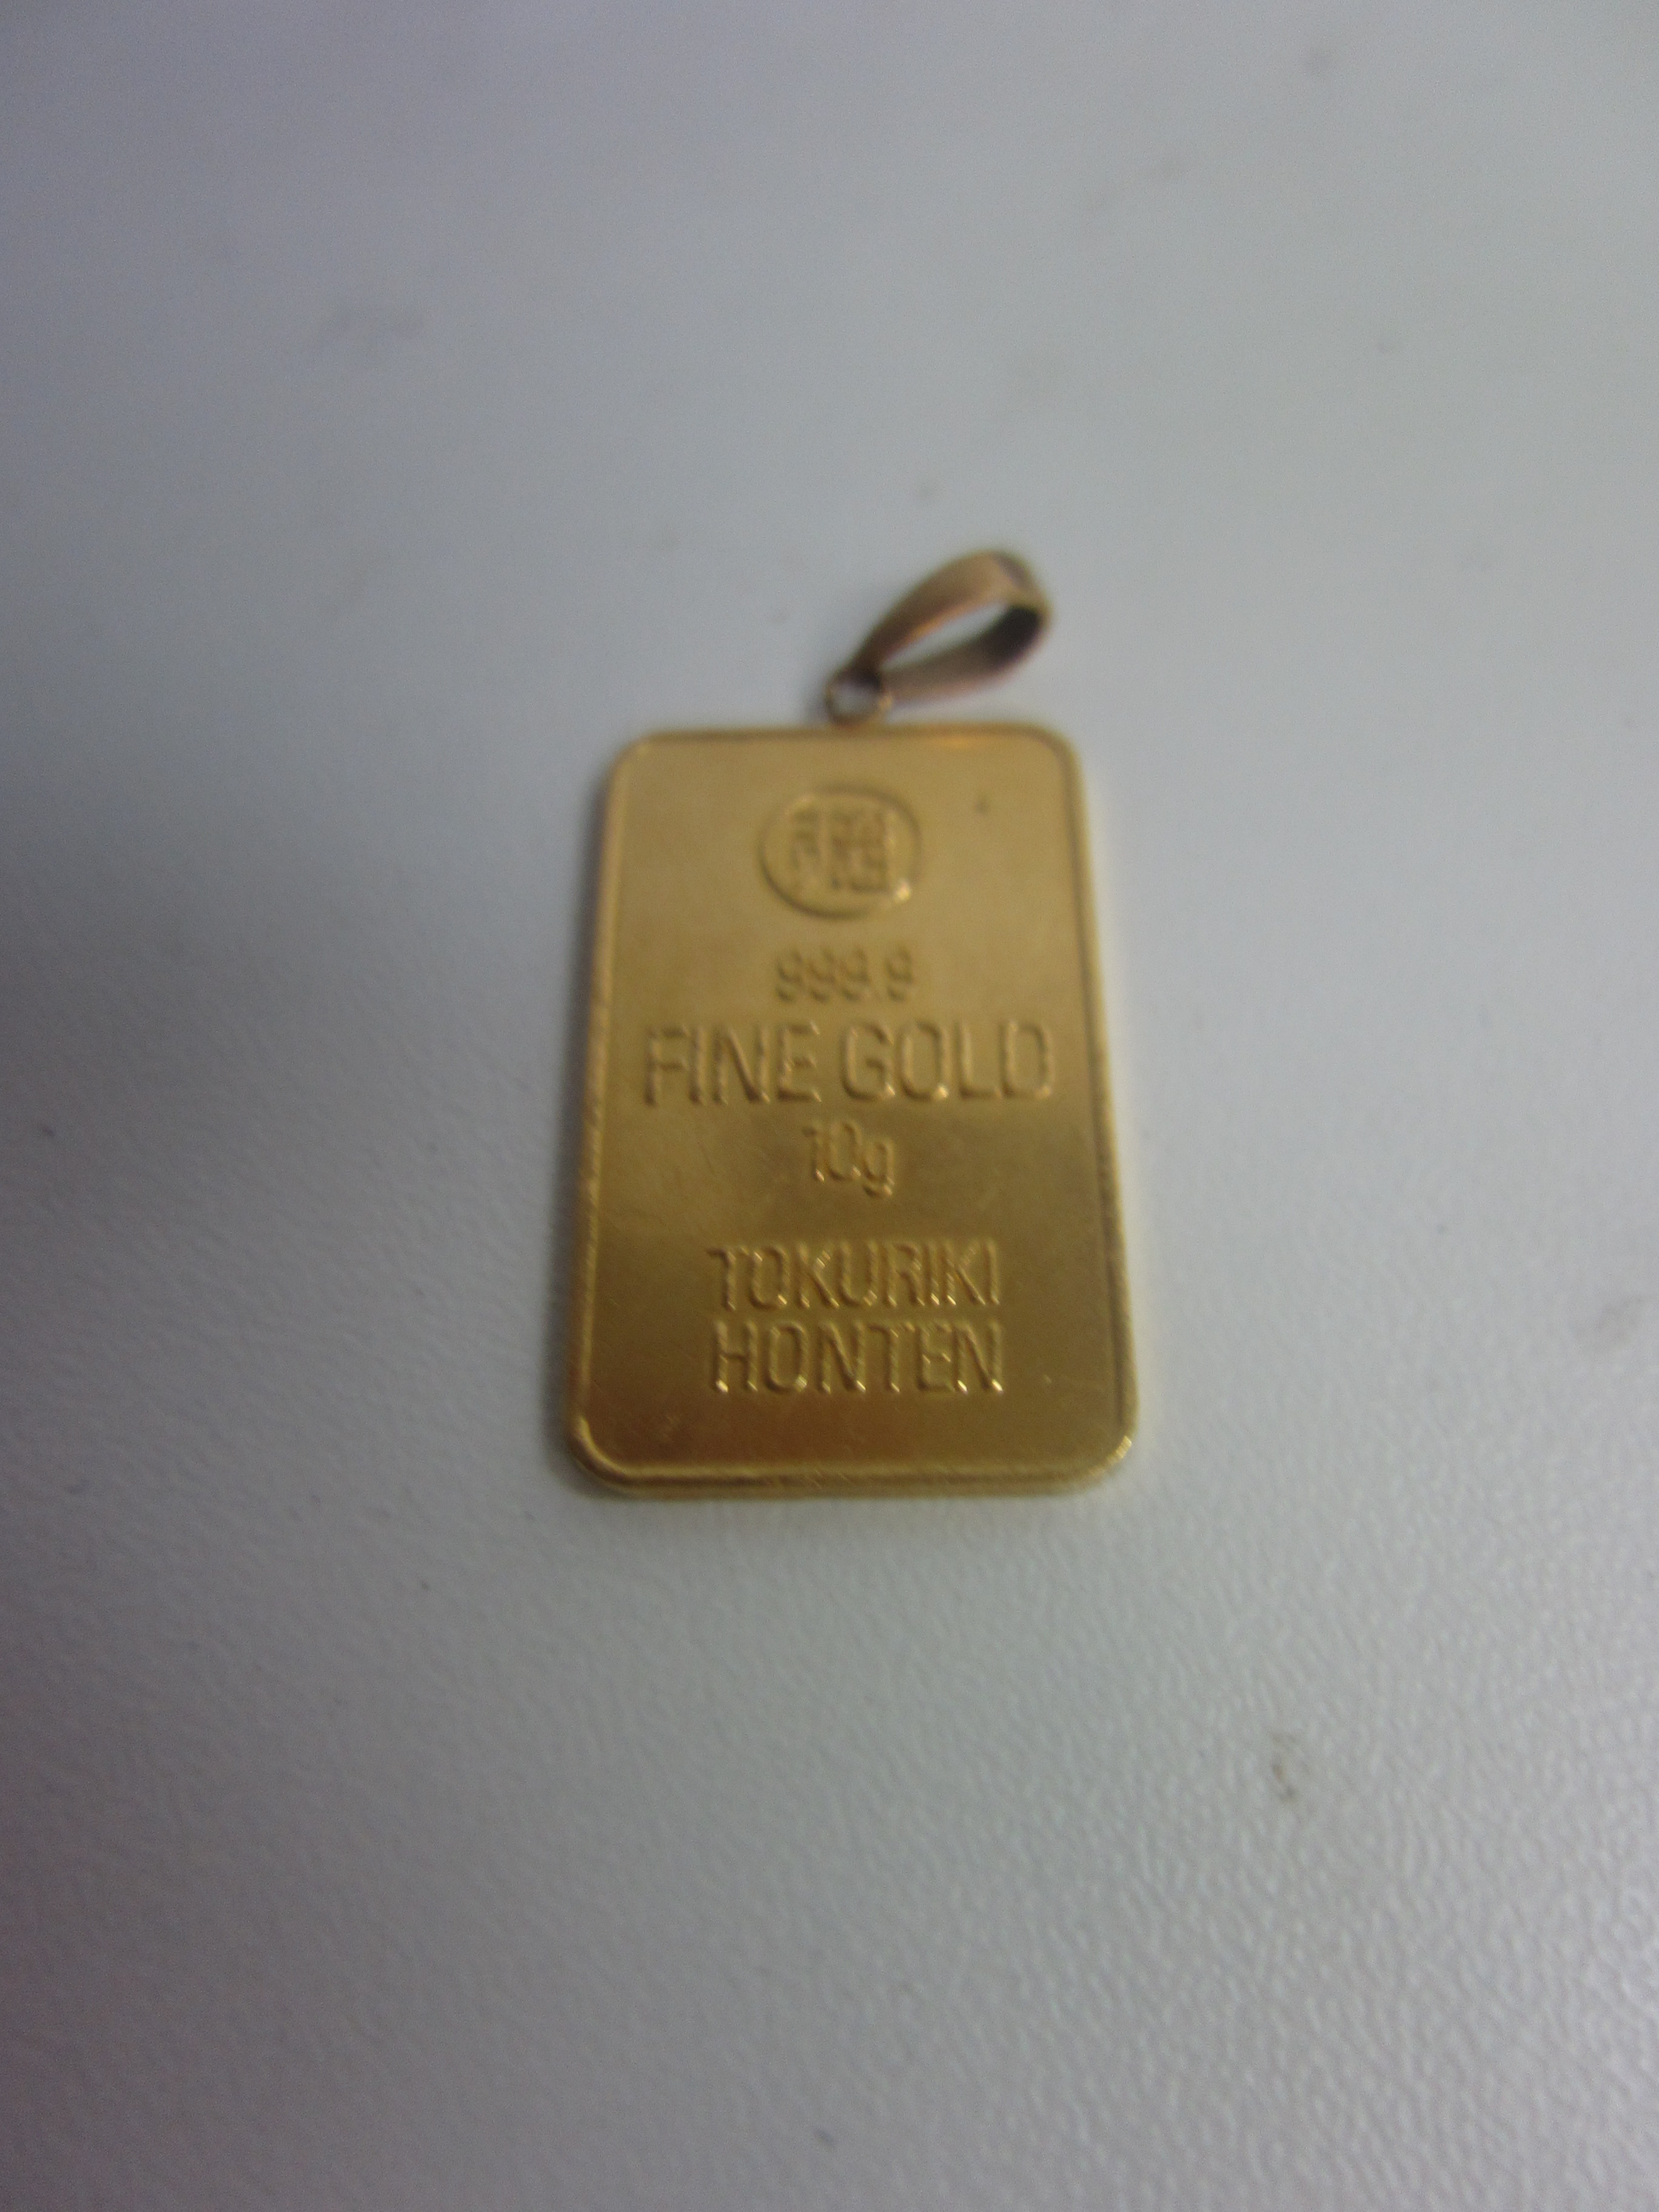 999.9
FINE GOLD
10g
TOKURIKI
HONTEN